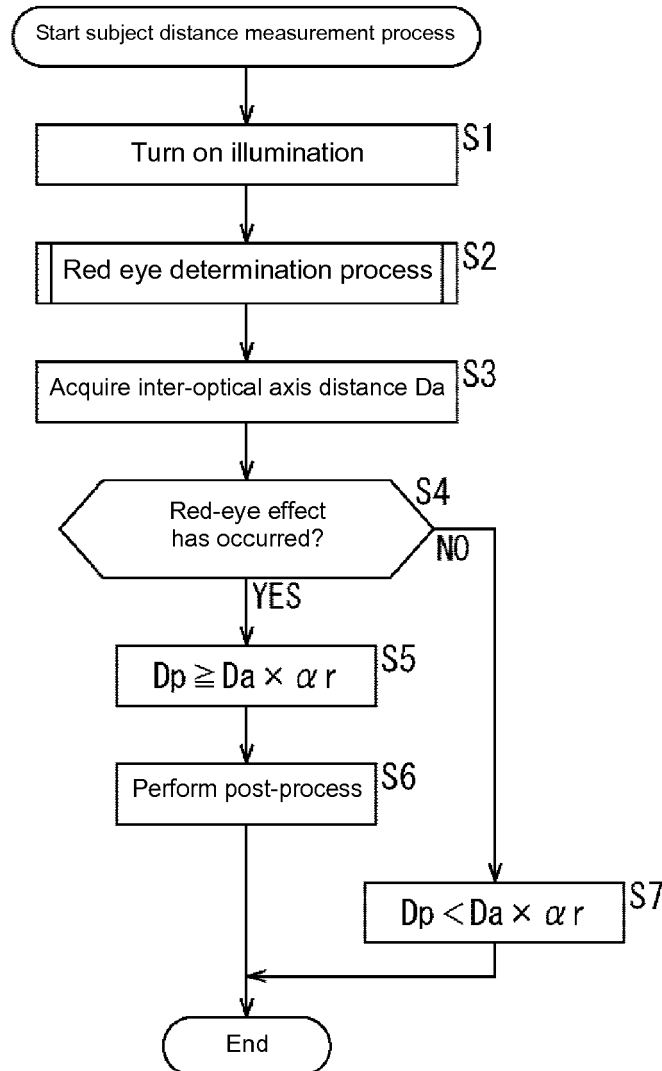 Start subject distance measurement process
Turn on illumination
S1
Red eye determination process
S2
Acquire inter-optical axis distance Da
S3
Red-eye effect
has occurred?
S4
NO
YES
Dp ≧ Da × α r
S5
Perform post-process
S6
Dp < Da × α r
S7
End